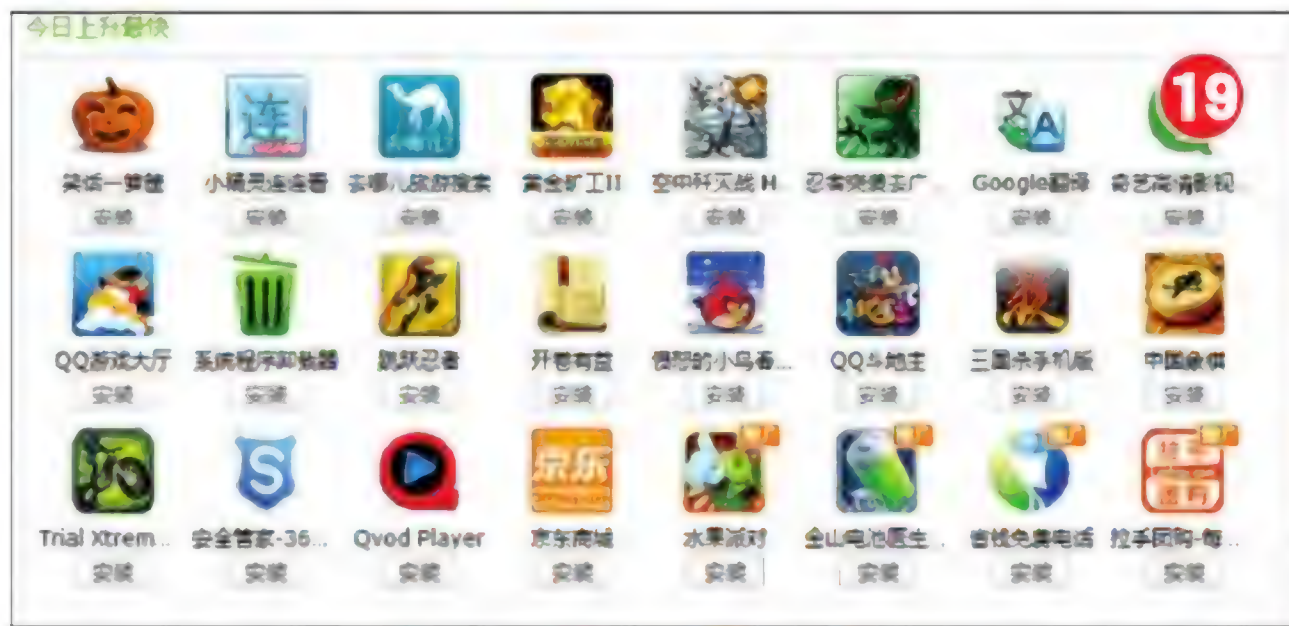 今日上升最快
19
笑话一箩筐 小精灵连连看 去哪儿旅游搜索 黄金矿工II 空中歼灭战 H... 忍者突袭去广... Google翻译 奇艺高清影视...
安装 安装 安装 安装 安装 安装 安装 安装
QQ游戏大厅 系统程序卸载器 跳跃忍者 开卷有益 愤怒的小鸟春... QQ斗地主 三国杀手机版 中国象棋
安装 安装 安装 安装 安装 安装 安装 安装
Trial Xtrem... 安全管家-36... Qvod Player 京东商城 水果派对 金山电池医生... 省钱免费电话 拉手团购-每...
安装 安装 安装 安装 安装 安装 安装 安装